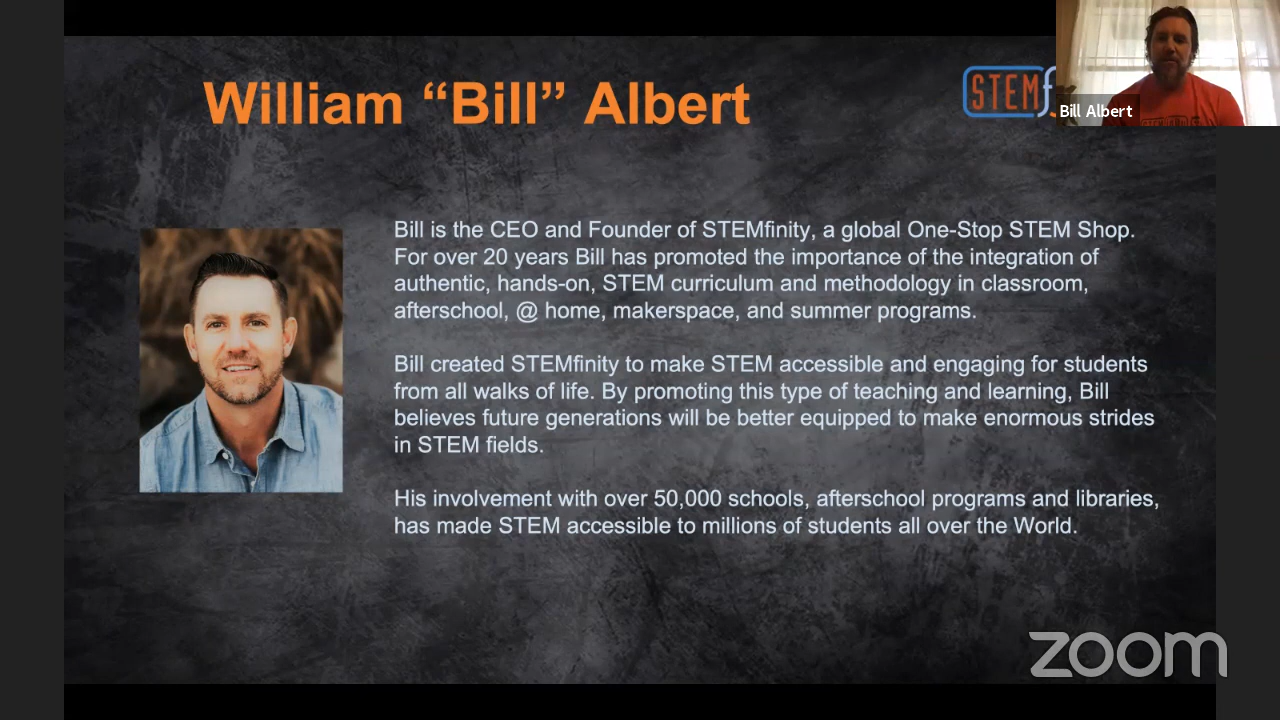 William “Bill” Albert
STEMf
Bill Albert
Bill is the CEO and Founder of STEMfinity, a global One-Stop STEM Shop.
For over 20 years Bill has promoted the importance of the integration of
authentic, hands-on, STEM curriculum and methodology in classroom,
afterschool, @ home, makerspace, and summer programs.
Bill created STEMfinity to make STEM accessible and engaging for students
from all walks of life. By promoting this type of teaching and learning, Bill
believes future generations will be better equipped to make enormous strides
in STEM fields.
His involvement with over 50,000 schools, afterschool programs and libraries,
has made STEM accessible to millions of students all over the World.
zoom